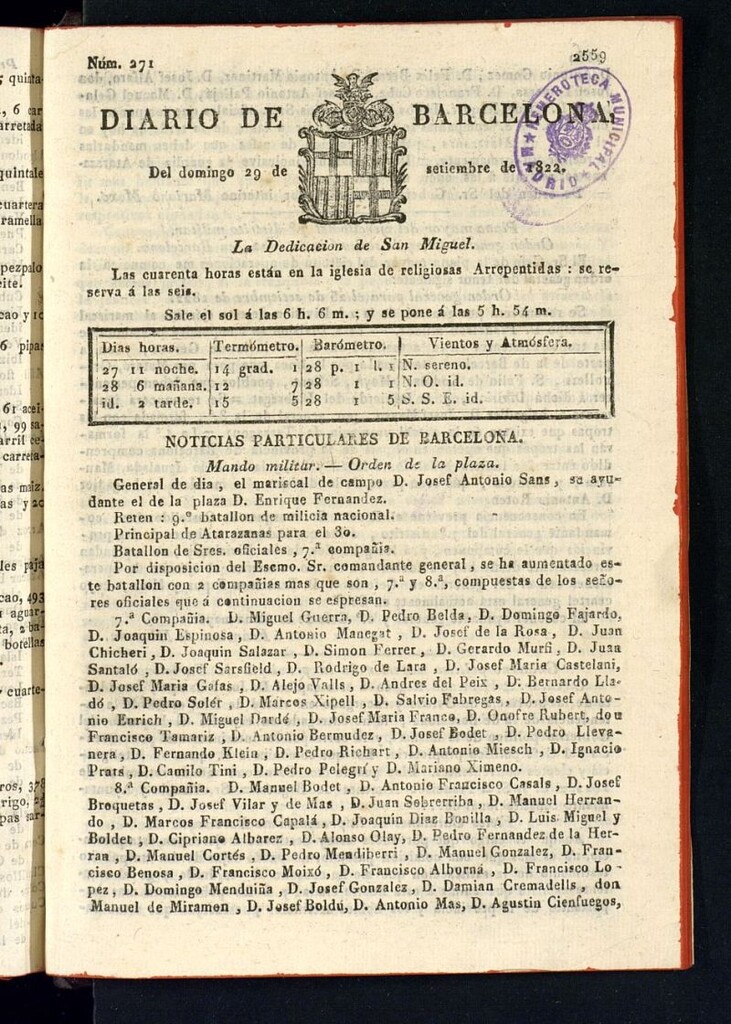 Núm. 271
2559
DIARIO DE BARCELONA.
HEMEROTECA MUNICIPAL
MADRID
Del domingo 29 de setiembre de 1822.
La Dedicacion de San Miguel.
Las cuarenta horas están en la iglesia de religiosas Arrepentidas : se re-
serva á las seis.
Sale el sol á las 6 h. 6 m. ; y se pone á las 5 h. 54 m.
Dias horas. Termómetro. Barómetro. Vientos y Atmósfera.
27 11 noche. 14 grad. 1 28 p. 1 l. 1 N. sereno.
28 6 mañana. 12 7 28 1 1 N. O. id.
id. 2 tarde. 15 5 28 1 5 S. S. E. id.
NOTICIAS PARTICULARES DE BARCELONA.
Mando militar. — Orden de la plaza.
General de dia , el mariscal de campo D. Josef Antonio Sans, su ayu-
dante el de la plaza D. Enrique Fernandez.
Reten : 9.º batallon de milicia nacional.
Principal de Atarazanas para el 30.
Batallon de Sres. oficiales , 7.ª compañia.
Por disposicion del Escmo. Sr. comandante general, se ha aumentado es-
te batallon con 2 compañias mas que son , 7.ª y 8.ª, compuestas de los seño-
res oficiales que á continuacion se espresan.
7.ª Compañia. D. Miguel Guerra, D. Pedro Belda, D. Domingo Fajardo,
D. Joaquin Espinosa , D. Antonio Manegat , D. Josef de la Rosa , D. Juan
Chicheri , D. Joaquin Salazar , D. Simon Ferrer , D. Gerardo Murfi , D. Juan
Santaló , D. Josef Sarsfield , D. Rodrigo de Lara , D. Josef Maria Castelani,
D. Josef Maria Gafas , D. Alejo Valls , D. Andres del Peix , D. Bernardo Lla-
dó , D. Pedro Solér , D. Marcos Xipell , D. Salvio Fabregas , D. Josef Anto-
nio Enrich , D. Miguel Dardé , D. Josef Maria Franco, D. Onofre Rubert, don
Francisco Tamariz , D. Antonio Bermudez , D. Josef Bodet , D. Pedro Lleva-
nera, D. Fernando Klein , D. Pedro Richart , D. Antonio Miesch , D. Ignacio
Prats , D. Camilo Tini , D. Pedro Pelegrí y D. Mariano Ximeno.
8.ª Compañia. D. Manuel Bodet , D. Antonio Francisco Casals , D. Josef
Broquetas , D. Josef Vilar y de Mas , D. Juan Sobrerriba , D. Manuel Herran-
do , D. Marcos Francisco Capalá, D. Joaquin Diaz Bonilla , D. Luis Miguel y
Boldet , D. Cipriano Albarez , D. Alonso Olay, D. Pedro Fernandez de la Her-
ran , D. Manuel Cortés , D. Pedro Mendiberri , D. Manuel Gonzalez, D. Fran-
cisco Benosa , D. Francisco Moixó , D. Francisco Alborná , D. Francisco Lo-
pez , D. Domingo Menduiña , D. Josef Gonzalez , D. Damian Cremadells , don
Manuel de Miramon , D. Josef Boldú, D. Antonio Mas, D. Agustin Cienfuegos,